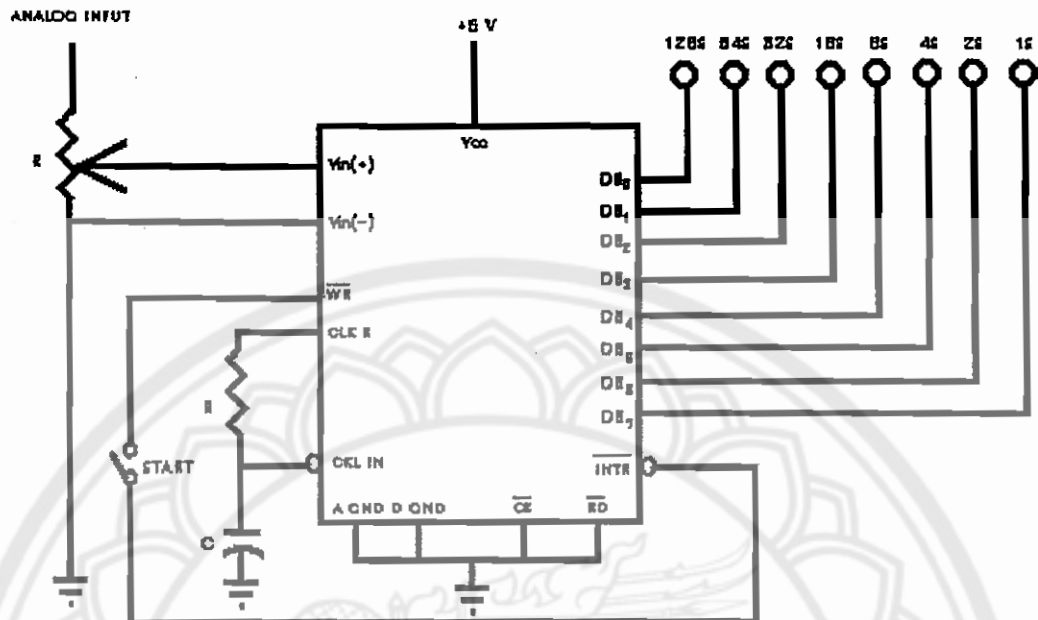 ANALOG INPUT
+5 V
128s 64s 32s 16s 8s 4s 2s 1s
Vcc
R
Vin(+)
Vin(-)
WR
CLK R
R
START
CKL IN
C
A GND D GND
CE
RD
DB0
DB1
DB2
DB3
DB4
DB5
DB6
DB7
INTR